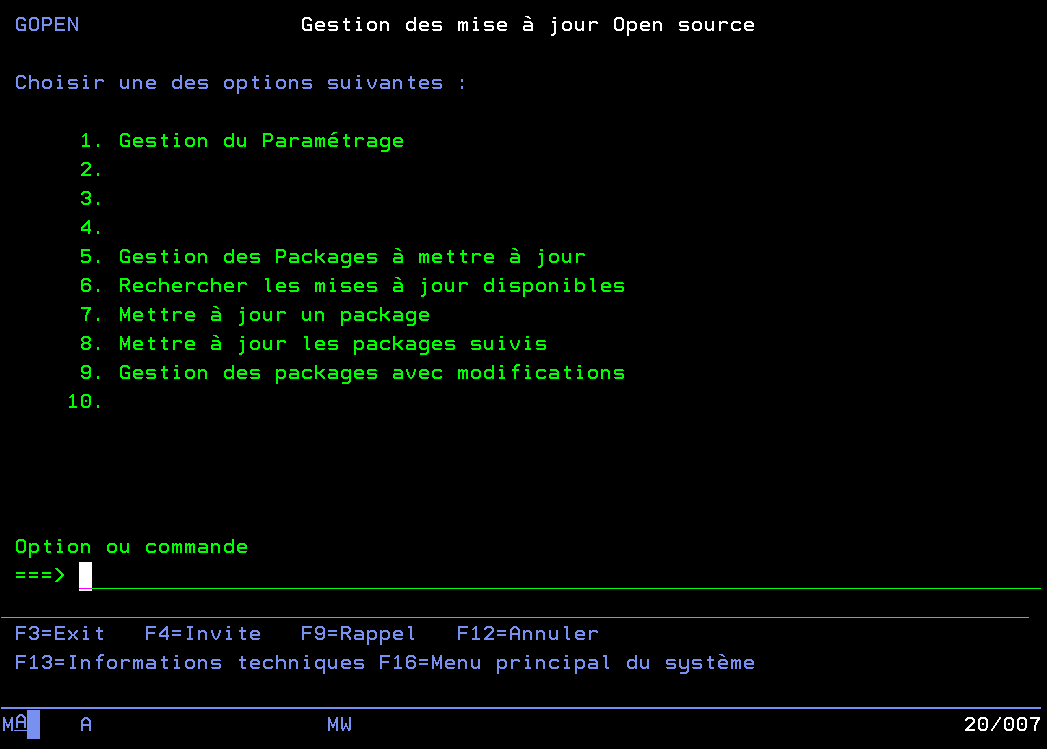 GOPEN Gestion des mise à jour Open source
Choisir une des options suivantes :
1. Gestion du Paramétrage
2.
3.
4.
5. Gestion des Packages à mettre à jour
6. Rechercher les mises à jour disponibles
7. Mettre à jour un package
8. Mettre à jour les packages suivis
9. Gestion des packages avec modifications
10.
Option ou commande
===>
F3=Exit F4=Invite F9=Rappel F12=Annuler
F13=Informations techniques F16=Menu principal du système
MA A MW 20/007